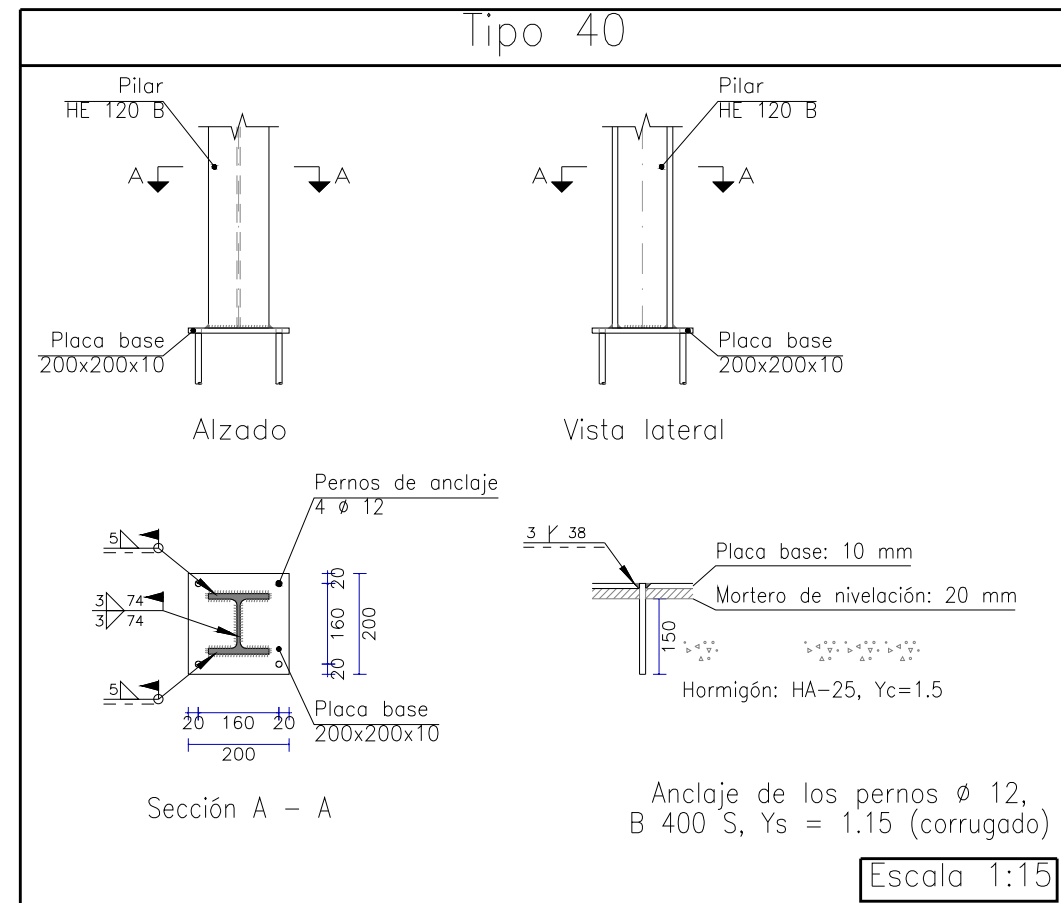 Tipo 40
Pilar
HE 120 B
A
A
Placa base
200x200x10
Alzado
Pilar
HE 120 B
A
A
Placa base
200x200x10
Vista lateral
Pernos de anclaje
4 ø 12
5
3
74
3
74
5
20
160
20
200
20
160
20
200
Placa base
200x200x10
Sección A - A
3
38
Placa base: 10 mm
Mortero de nivelación: 20 mm
150
Hormigón: HA-25, Yc=1.5
Anclaje de los pernos ø 12,
B 400 S, Ys = 1.15 (corrugado)
Escala 1:15